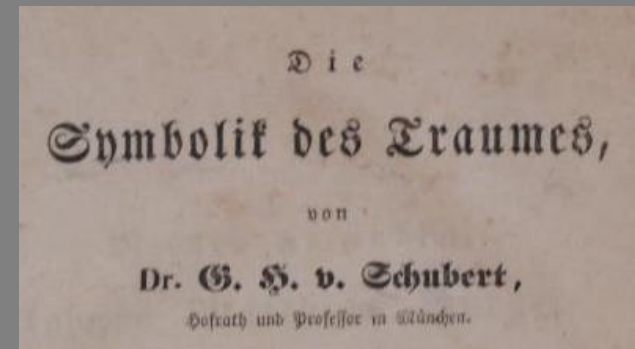 Die
Symbolik des Traumes,
von
Dr. G. H. v. Schubert,
Hofrath und Professor in München.